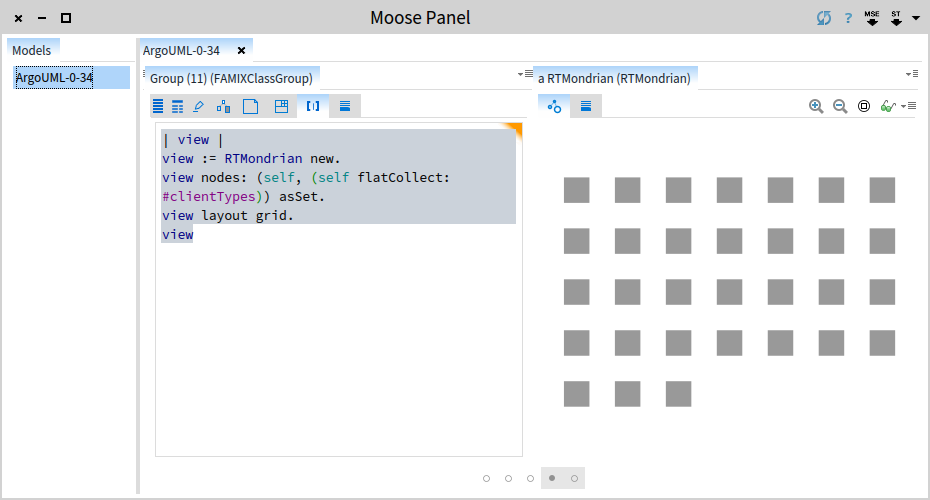 Moose Panel
? MSE ST
Models
ArgoUML-0-34
ArgoUML-0-34
Group (11) (FAMIXClassGroup)
a RTMondrian (RTMondrian)
| view |
view := RTMondrian new.
view nodes: (self, (self flatCollect:
#clientTypes)) asSet.
view layout grid.
view